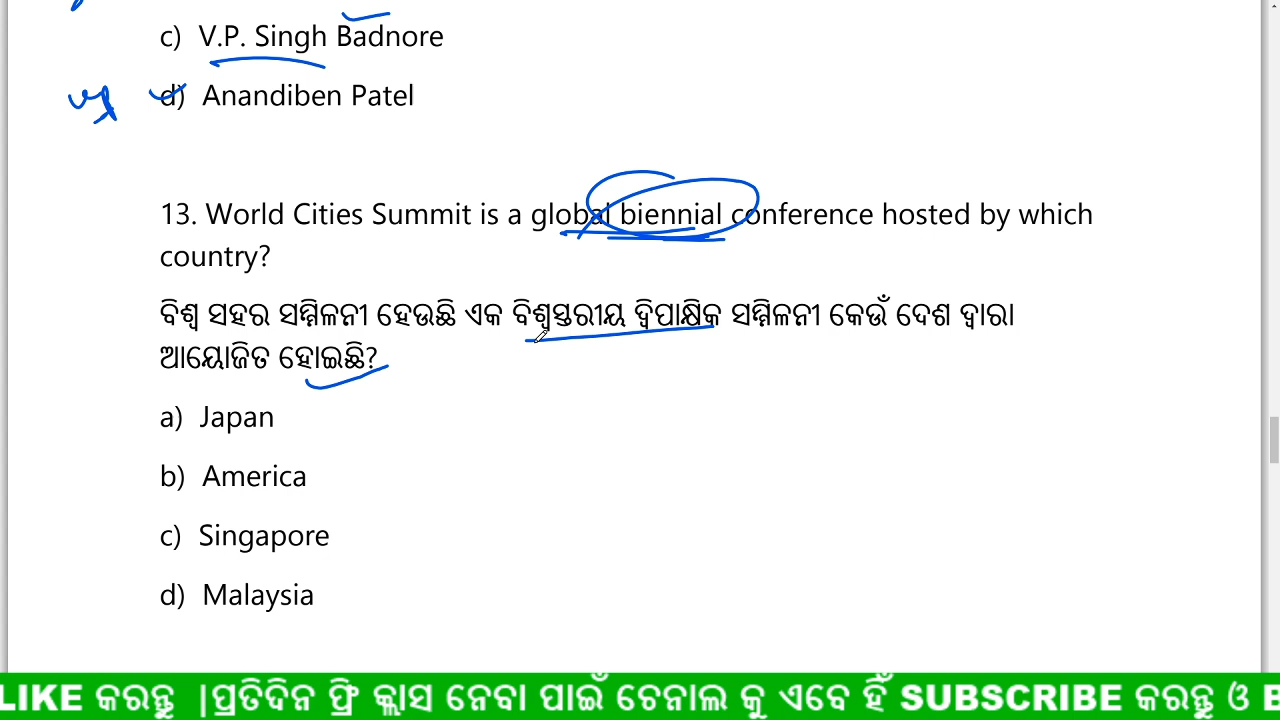 c) V.P. Singh Badnore
d) Anandiben Patel
13. World Cities Summit is a global biennial conference hosted by which
country?
ବିଶ୍ୱ ସହର ସମ୍ମିଳନୀ ହେଉଛି ଏକ ବିଶ୍ୱସ୍ତରୀୟ ଦ୍ୱିପାକ୍ଷିକ ସମ୍ମିଳନୀ କେଉଁ ଦେଶ ଦ୍ୱାରା
ଆୟୋଜିତ ହୋଇଛି?
a) Japan
b) America
c) Singapore
d) Malaysia
LIKE କରନ୍ତୁ |ପ୍ରତିଦିନ ଫ୍ରି କ୍ଲାସ ନେବା ପାଇଁ ଚେନାଲ କୁ ଏବେ ହିଁ SUBSCRIBE କରନ୍ତୁ ଓ